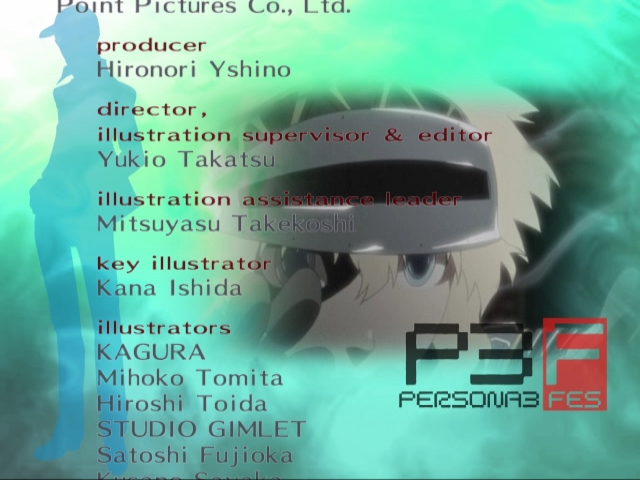 Point Pictures Co., Ltd.
producer
Hironori Yshino
director,
illustration supervisor & editor
Yukio Takatsu
illustration assistance leader
Mitsuyasu Takekoshi
key illustrator
Kana Ishida
illustrators
KAGURA
Mihoko Tomita
Hiroshi Toida
STUDIO GIMLET
Satoshi Fujioka
P3F
PERSONA3 FES